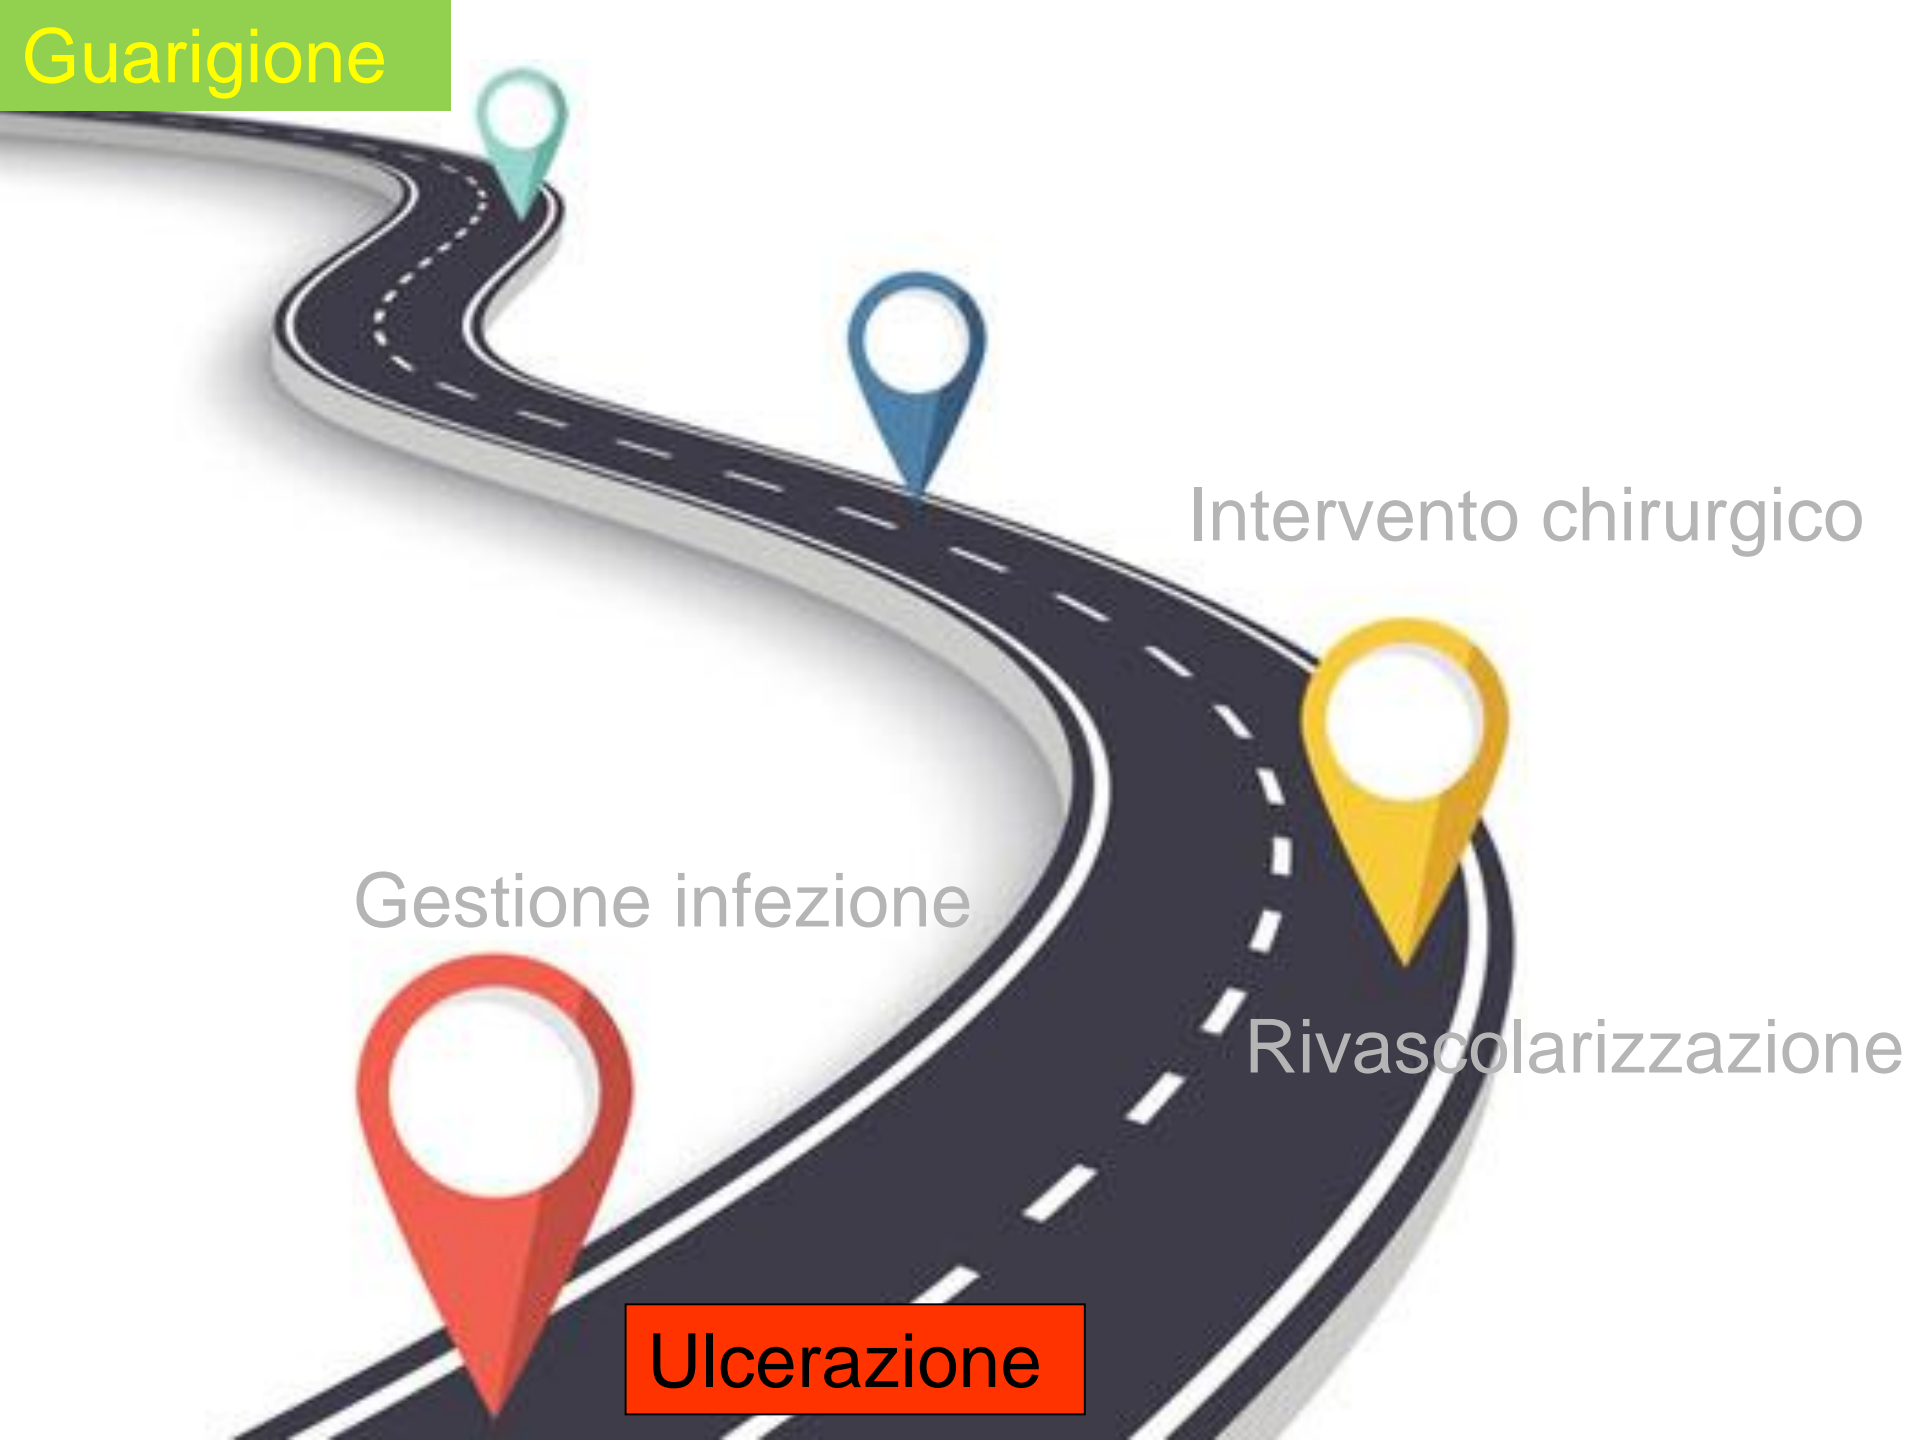 Guarigione
Intervento chirurgico
Gestione infezione
Rivascolarizzazione
Ulcerazione